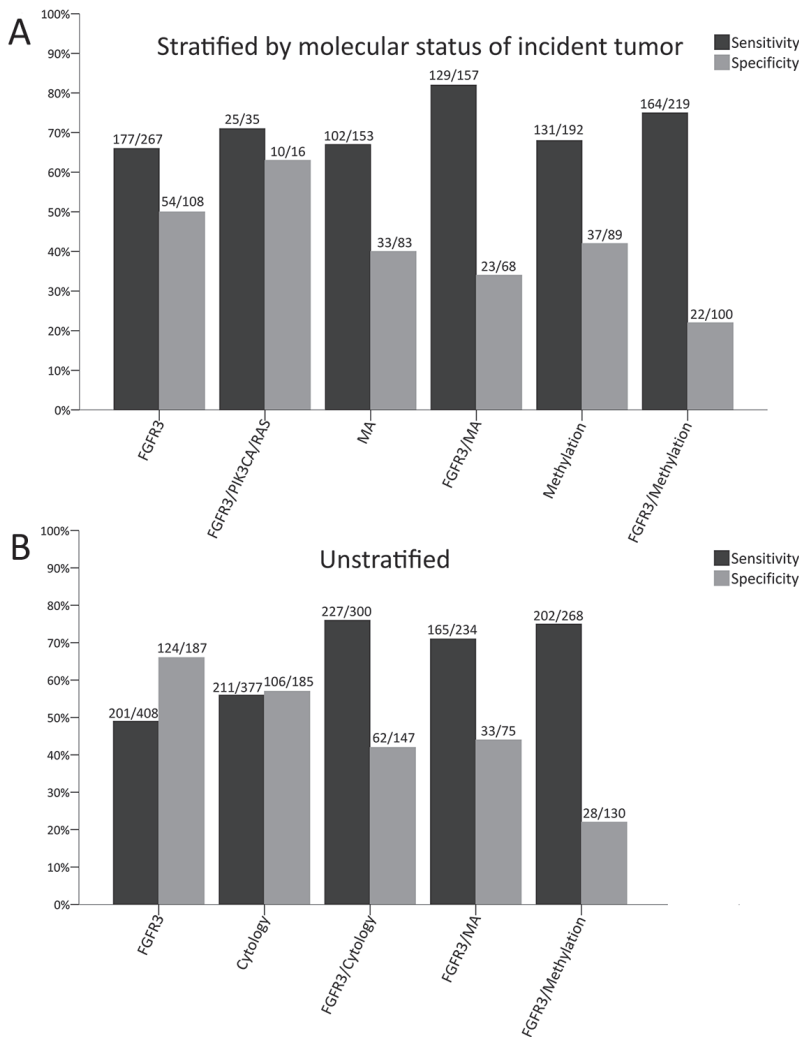 A
Stratified by molecular status of incident tumor
Sensitivity
Specificity
100%
90%
80%
70%
60%
50%
40%
30%
20%
10%
0%
177/267
54/108
25/35
10/16
102/153
33/83
129/157
23/68
131/192
37/89
164/219
22/100
FGFR3
FGFR3/PIK3CA/RAS
MA
FGFR3/MA
Methylation
FGFR3/Methylation
B
Unstratified
Sensitivity
Specificity
100%
90%
80%
70%
60%
50%
40%
30%
20%
10%
0%
201/408
124/187
211/377
106/185
227/300
62/147
165/234
33/75
202/268
28/130
FGFR3
Cytology
FGFR3/Cytology
FGFR3/MA
FGFR3/Methylation